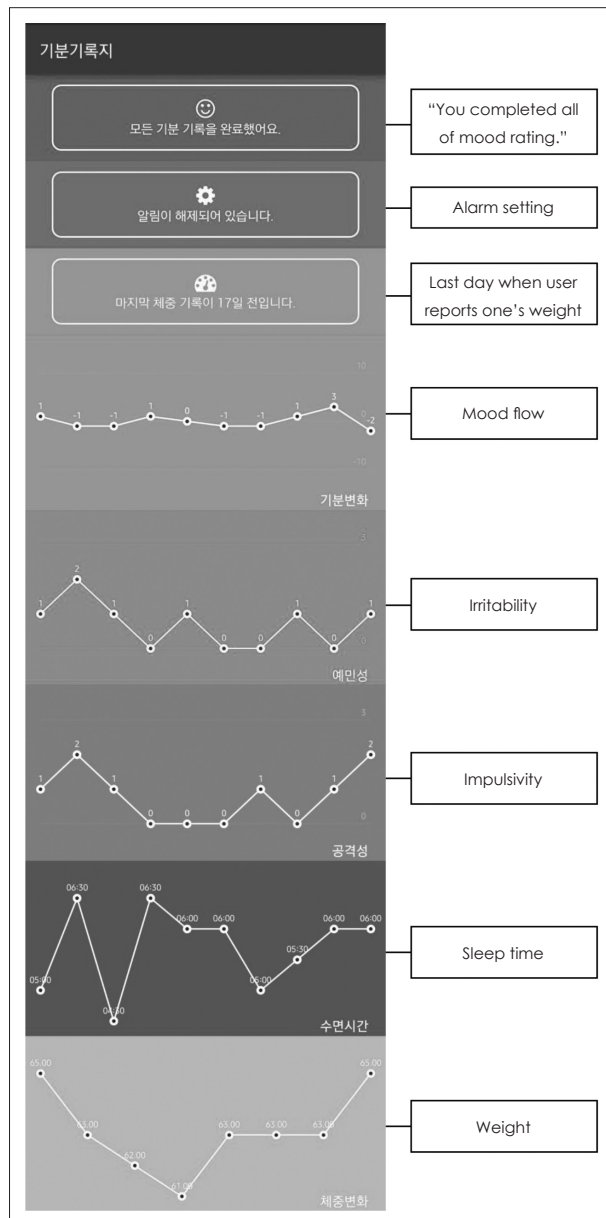 기분기록지
모든 기분 기록을 완료했어요.
“You completed all
of mood rating.”
알림이 해제되어 있습니다.
Alarm setting
마지막 체중 기록이 17일 전입니다.
Last day when user
reports one’s weight
10
1 -1 -1 1 0 -1 -1 1 3 -2
0
-10
기분변화
Mood flow
3
1 2 1 0 1 0 0 1 0 1
0
예민성
Irritability
3
1 2 1 0 0 0 1 0 1 2
0
공격성
Impulsivity
05:00 06:30 04:30 06:30 06:00 06:00 05:00 05:30 06:00 06:00
수면시간
Sleep time
65.00 63.00 62.00 61.00 63.00 63.00 63.00 65.00
체중변화
Weight